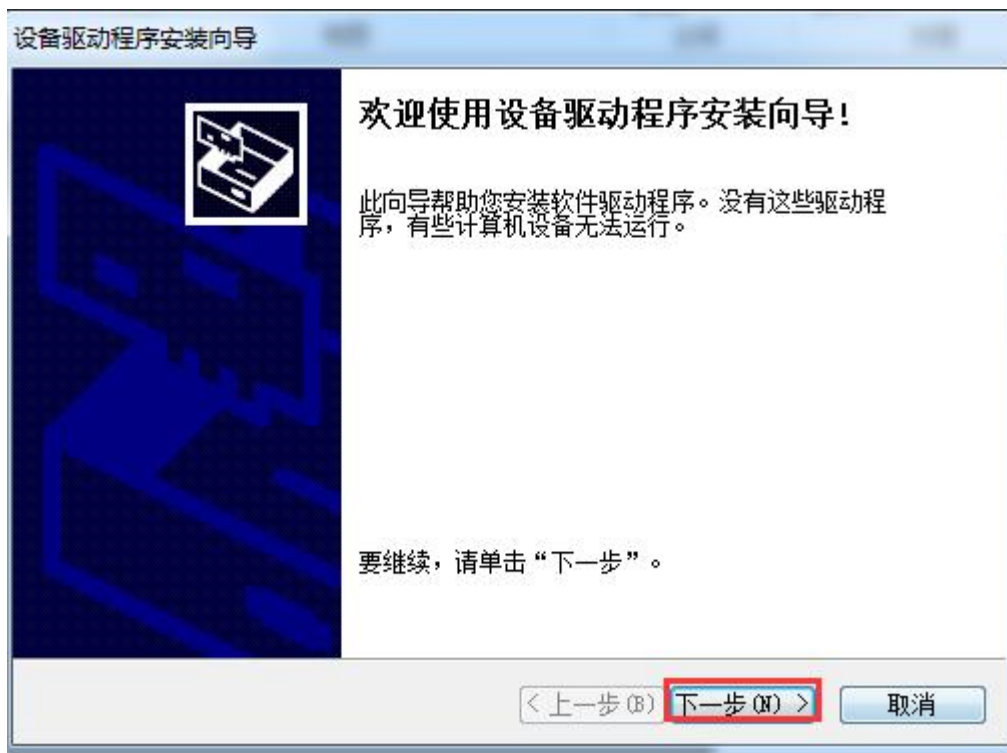 设备驱动程序安装向导
欢迎使用设备驱动程序安装向导!
此向导帮助您安装软件驱动程序。没有这些驱动程
序，有些计算机设备无法运行。
要继续，请单击“下一步”。
< 上一步(B) 下一步(N) > 取消